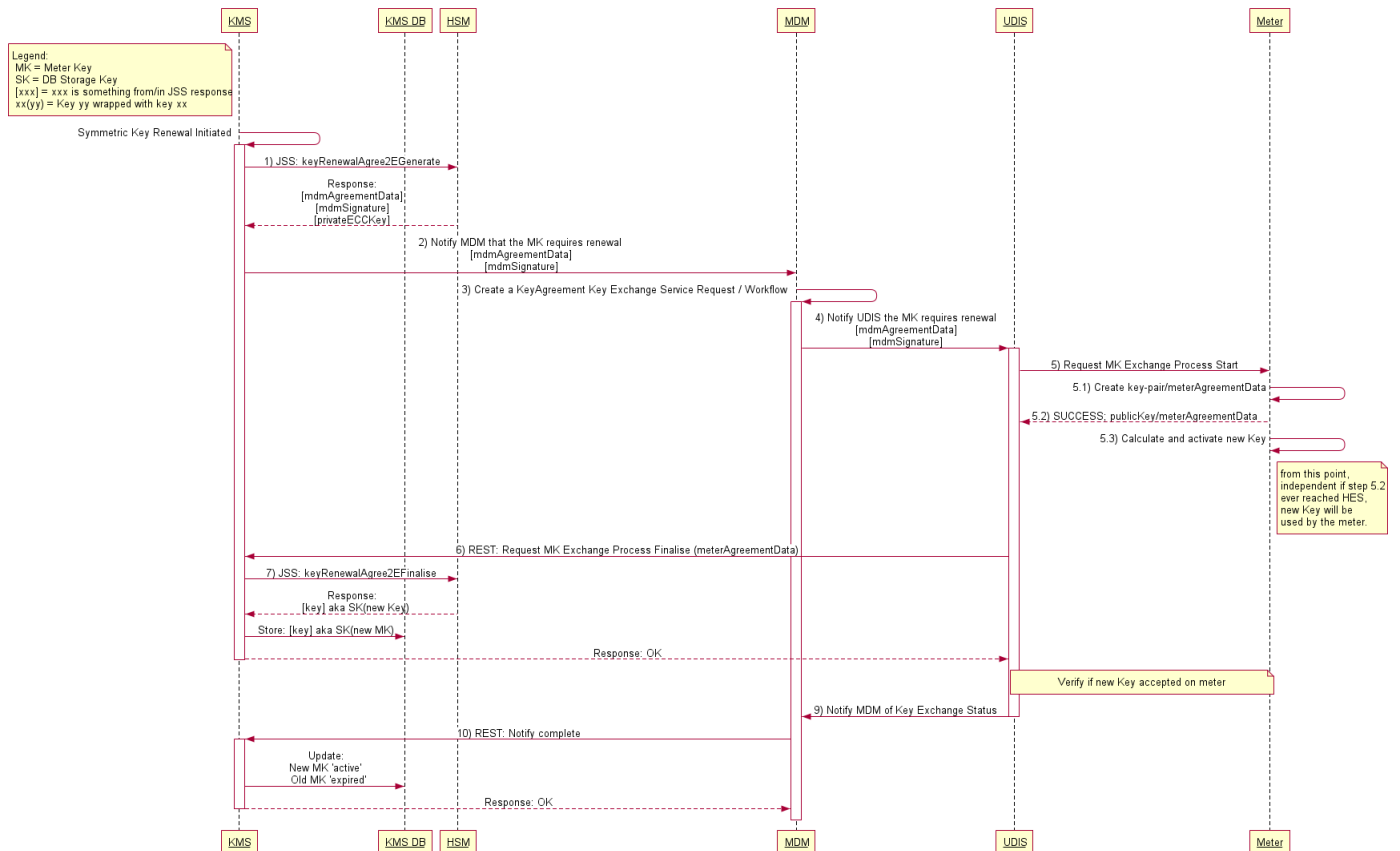 KMS
KMS DB
HSM
MDM
UDIS
Meter
Legend:
MK = Meter Key
SK = DB Storage Key
[xxx] = xxx is something from/in JSS response
xx(yy) = Key yy wrapped with key xx
Symmetric Key Renewal Initiated
1) JSS: keyRenewalAgree2EGenerate
Response:
[mdmAgreementData]
[mdmSignature]
[privateECCKey]
2) Notify MDM that the MK requires renewal
[mdmAgreementData]
[mdmSignature]
3) Create a KeyAgreement Key Exchange Service Request / Workflow
4) Notify UDIS the MK requires renewal
[mdmAgreementData]
[mdmSignature]
5) Request MK Exchange Process Start
5.1) Create key-pair/meterAgreementData
5.2) SUCCESS; publicKey/meterAgreementData
5.3) Calculate and activate new Key
from this point,
independent if step 5.2
ever reached HES,
new Key will be
used by the meter.
6) REST: Request MK Exchange Process Finalise (meterAgreementData)
7) JSS: keyRenewalAgree2EFinalise
Response:
[key] aka SK(new Key)
Store: [key] aka SK(new MK)
Response: OK
Verify if new Key accepted on meter
9) Notify MDM of Key Exchange Status
10) REST: Notify complete
Update:
New MK 'active'
Old MK 'expired'
Response: OK
KMS
KMS DB
HSM
MDM
UDIS
Meter